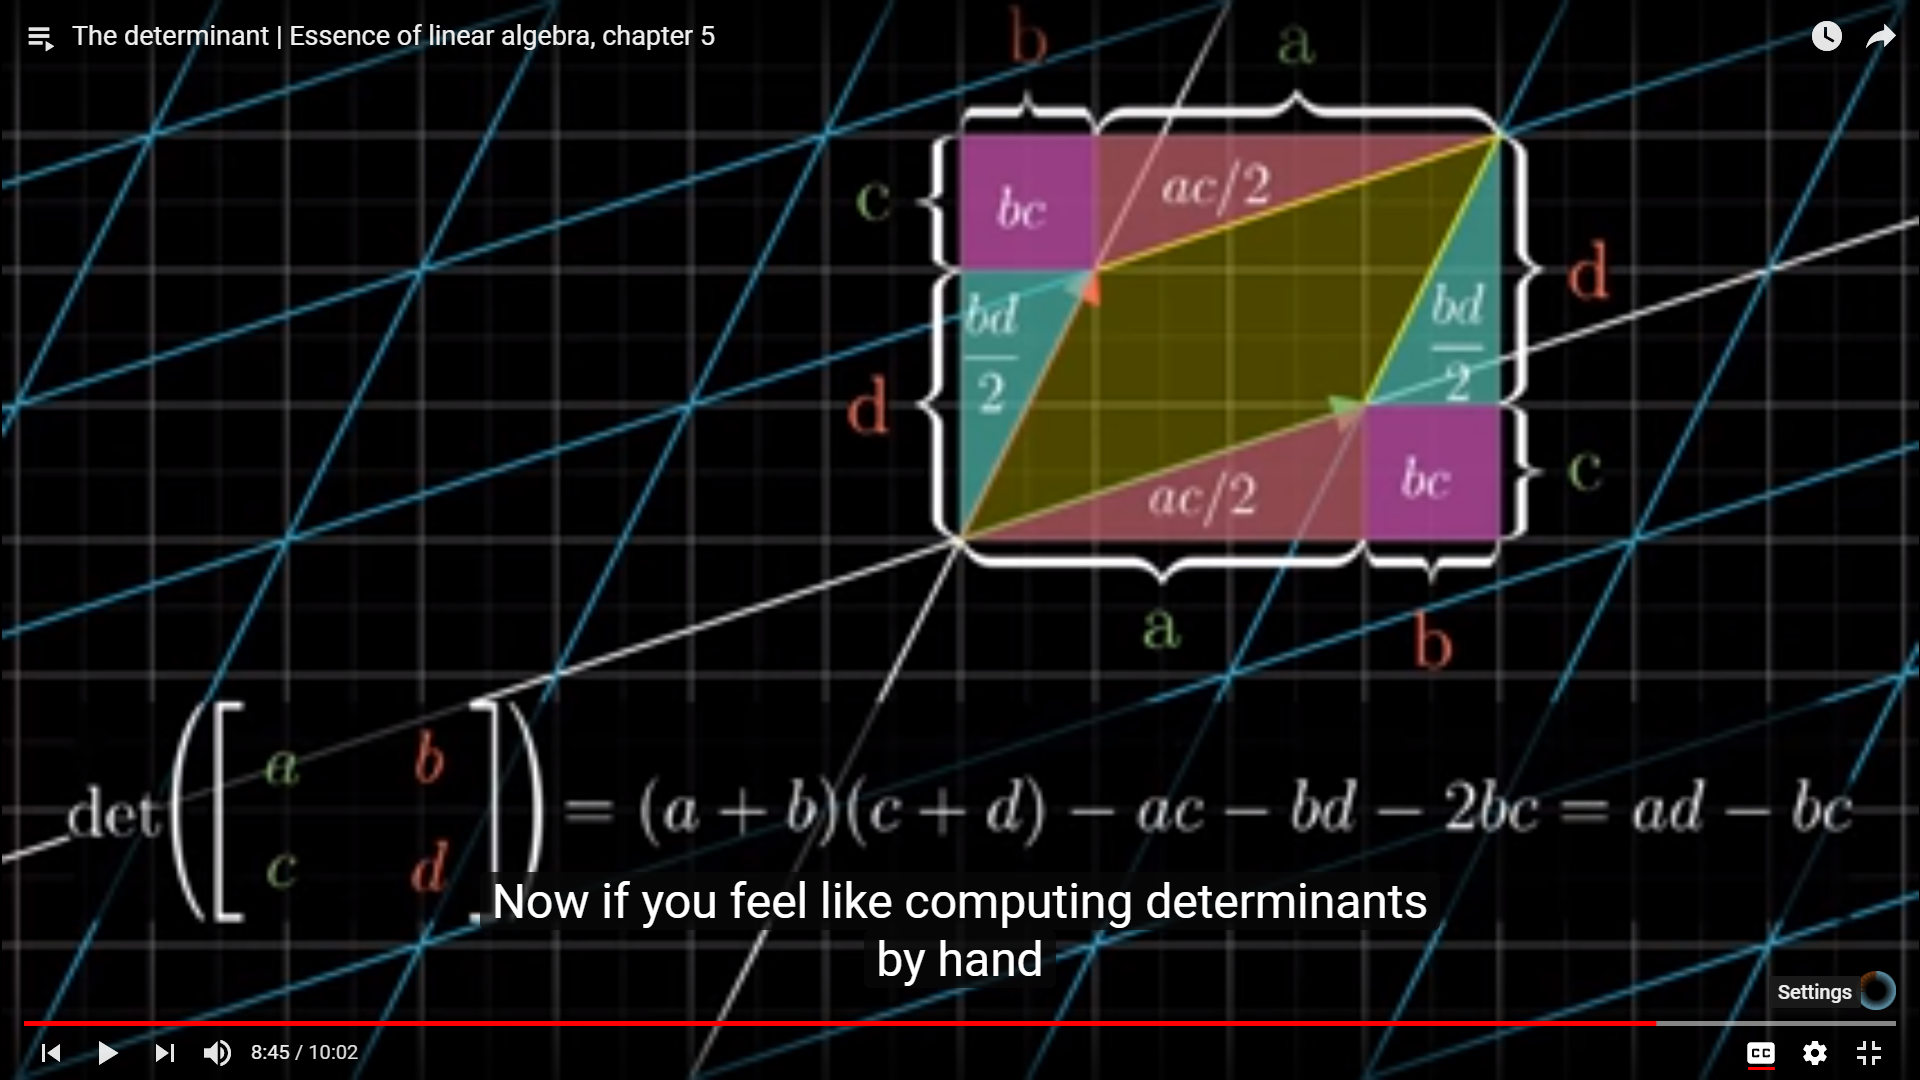 The determinant | Essence of linear algebra, chapter 5
b a
c bc ac/2
d bd/2 bd/2 d
ac/2 bc c
a b
det([a b
c d]) = (a + b)(c + d) − ac − bd − 2bc = ad − bc
Now if you feel like computing determinants
by hand
Settings
8:45 / 10:02
CC